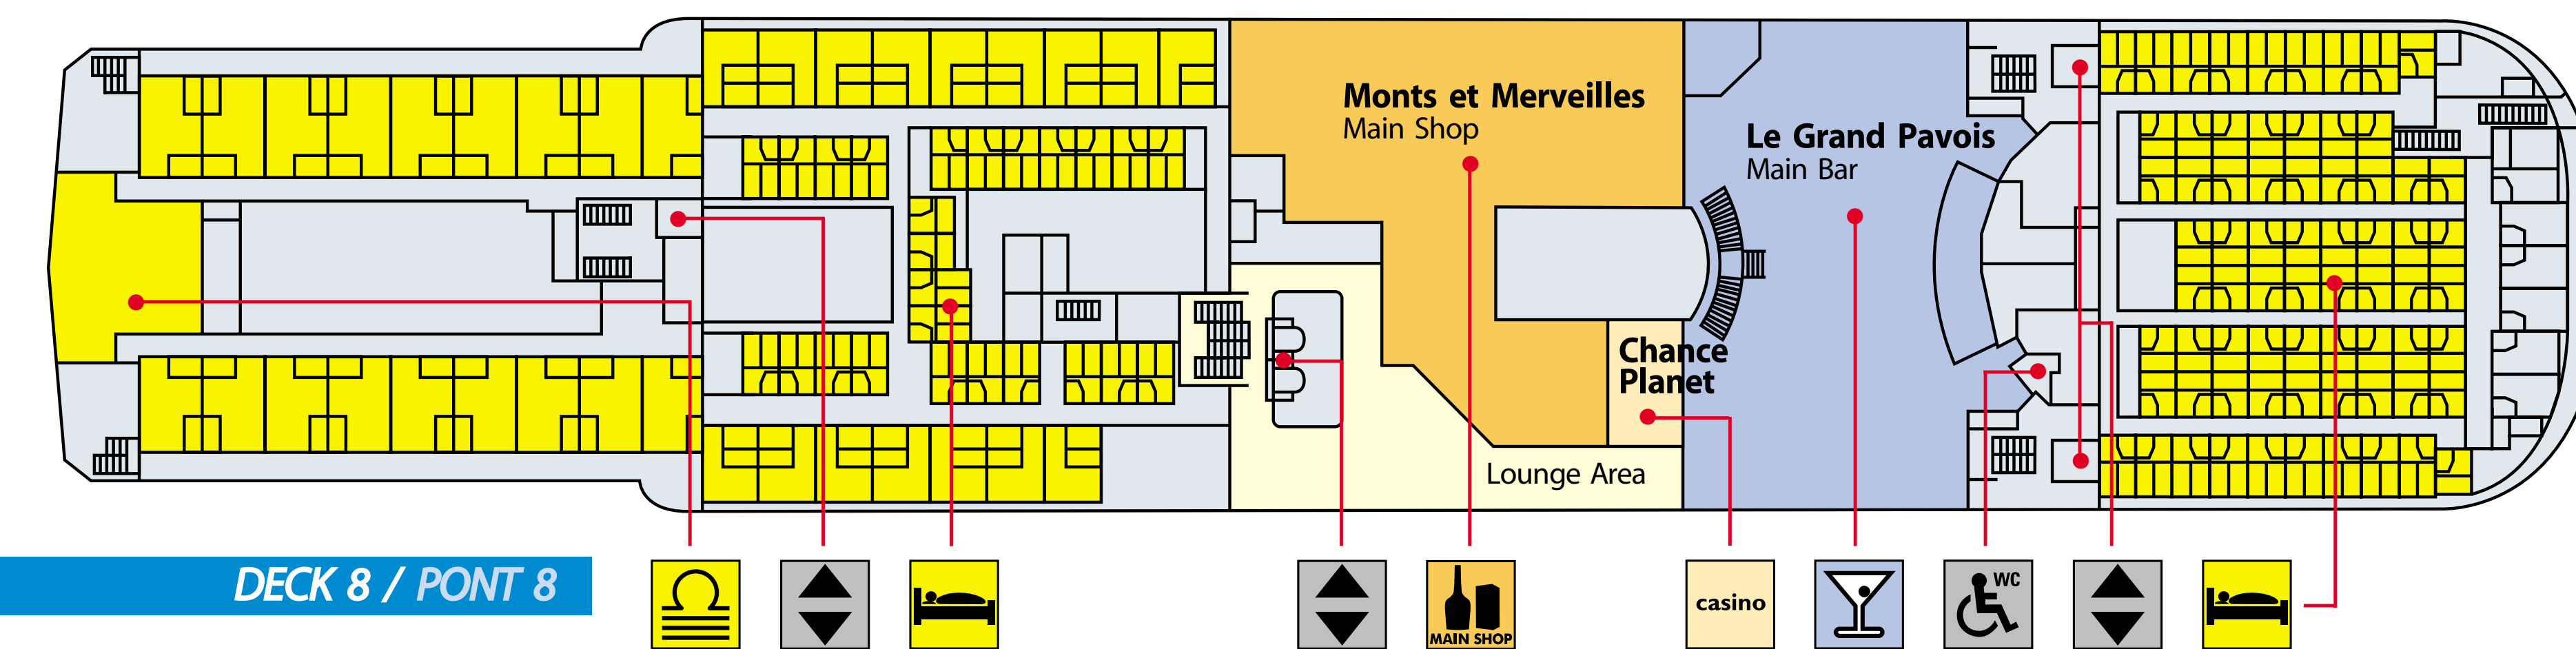 Monts et Merveilles
Main Shop
Le Grand Pavois
Main Bar
Chance
Planet
Lounge Area
DECK 8 / PONT 8
MAIN SHOP
casino
WC